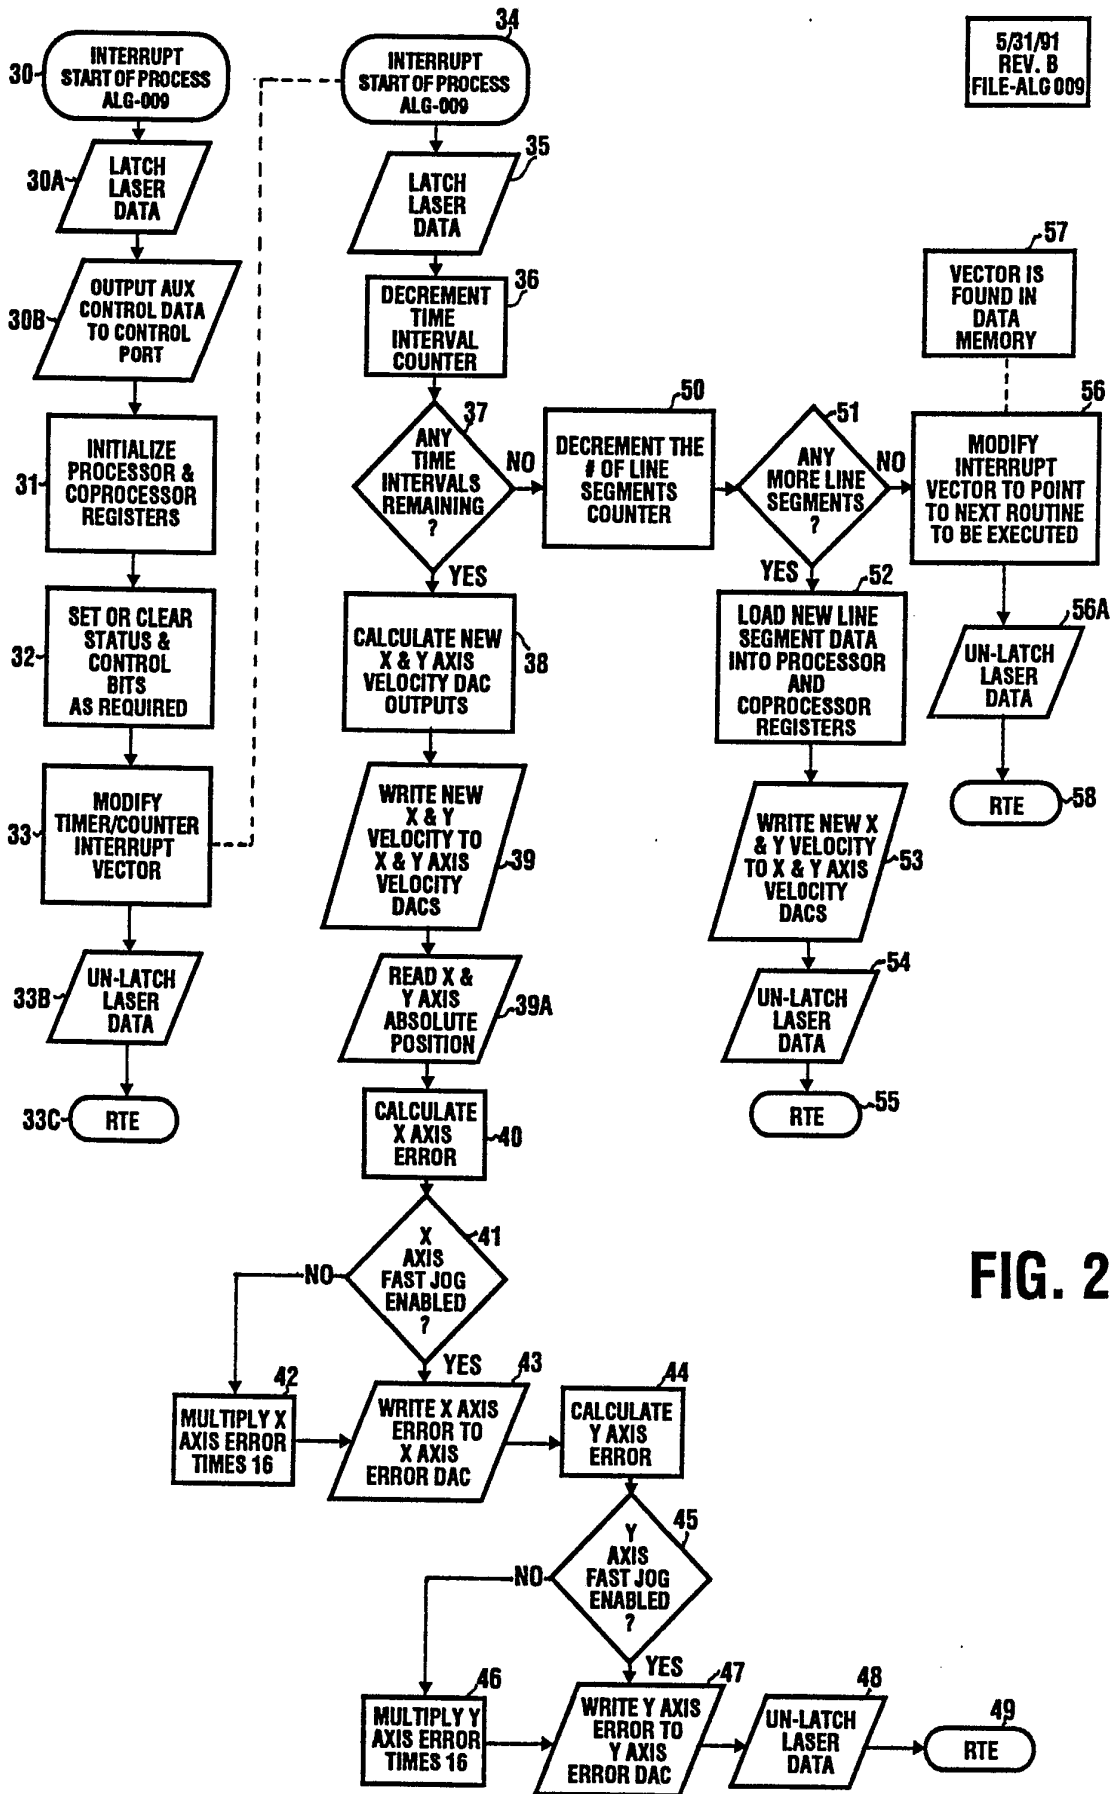 5/31/91
REV. B
FILE-ALG 009
30
INTERRUPT
START OF PROCESS
ALG-009
30A
LATCH
LASER
DATA
30B
OUTPUT AUX
CONTROL DATA
TO CONTROL
PORT
31
INITIALIZE
PROCESSOR &
COPROCESSOR
REGISTERS
32
SET OR CLEAR
STATUS &
CONTROL
BITS
AS REQUIRED
33
MODIFY
TIMER/COUNTER
INTERRUPT
VECTOR
33B
UN-LATCH
LASER
DATA
33C
RTE
34
INTERRUPT
START OF PROCESS
ALG-009
35
LATCH
LASER
DATA
36
DECREMENT
TIME
INTERVAL
COUNTER
37
ANY
TIME
INTERVALS
REMAINING
?
NO
YES
38
CALCULATE NEW
X & Y AXIS
VELOCITY DAC
OUTPUTS
39
WRITE NEW
X & Y
VELOCITY TO
X & Y AXIS
VELOCITY
DACS
39A
READ X &
Y AXIS
ABSOLUTE
POSITION
40
CALCULATE
X AXIS
ERROR
41
X
AXIS
FAST JOG
ENABLED
?
NO
YES
42
MULTIPLY X
AXIS ERROR
TIMES 16
43
WRITE X AXIS
ERROR TO
X AXIS
ERROR DAC
44
CALCULATE
Y AXIS
ERROR
45
Y
AXIS
FAST JOG
ENABLED
?
NO
YES
46
MULTIPLY Y
AXIS ERROR
TIMES 16
47
WRITE Y AXIS
ERROR TO
Y AXIS
ERROR DAC
48
UN-LATCH
LASER
DATA
49
RTE
50
DECREMENT THE
# OF LINE
SEGMENTS
COUNTER
51
ANY
MORE LINE
SEGMENTS
?
NO
YES
52
LOAD NEW LINE
SEGMENT DATA
INTO PROCESSOR
AND
COPROCESSOR
REGISTERS
53
WRITE NEW X
& Y VELOCITY
TO X & Y AXIS
VELOCITY
DACS
54
UN-LATCH
LASER
DATA
55
RTE
57
VECTOR IS
FOUND IN
DATA
MEMORY
56
MODIFY
INTERRUPT
VECTOR TO POINT
TO NEXT ROUTINE
TO BE EXECUTED
56A
UN-LATCH
LASER
DATA
58
RTE
FIG. 2